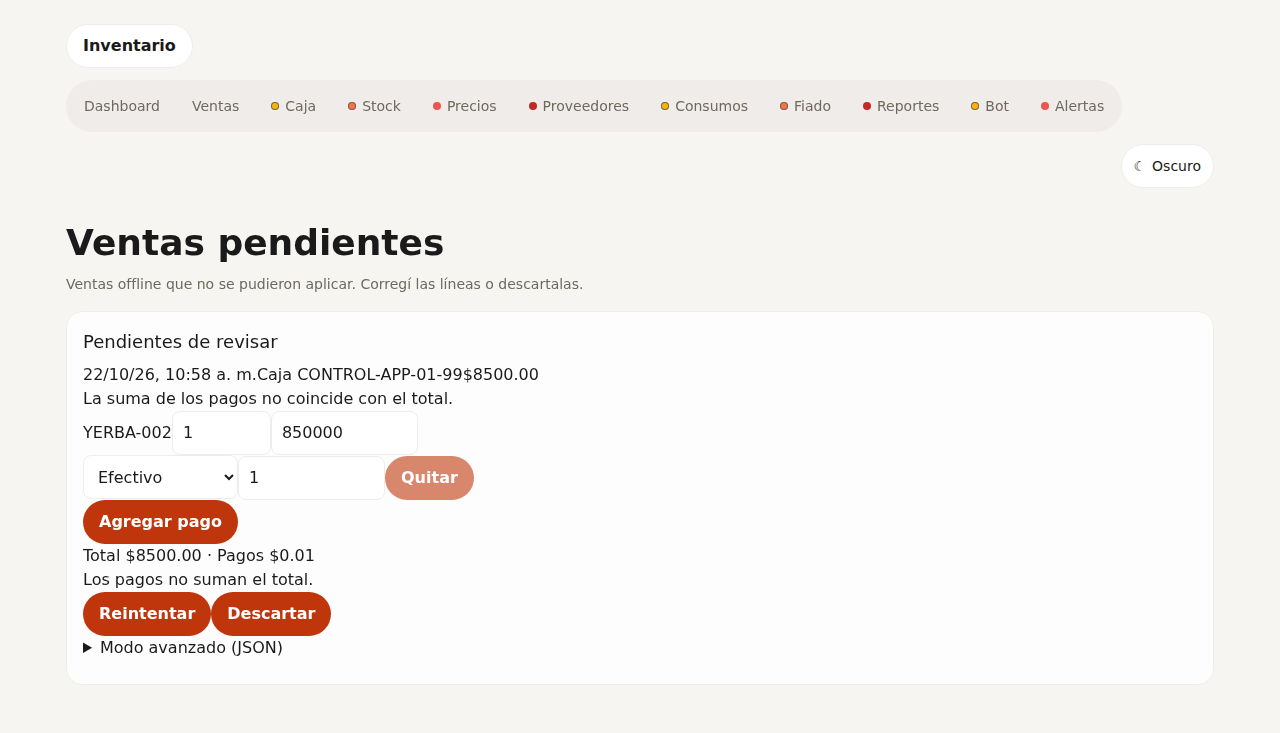 Inventario
Dashboard Ventas Caja Stock Precios Proveedores Consumos Fiado Reportes Bot Alertas
☾ Oscuro
Ventas pendientes
Ventas offline que no se pudieron aplicar. Corregí las líneas o descartalas.
Pendientes de revisar
22/10/26, 10:58 a. m.Caja CONTROL-APP-01-99$8500.00
La suma de los pagos no coincide con el total.
YERBA-002 1 850000
Efectivo 1 Quitar
Agregar pago
Total $8500.00 · Pagos $0.01
Los pagos no suman el total.
Reintentar Descartar
Modo avanzado (JSON)